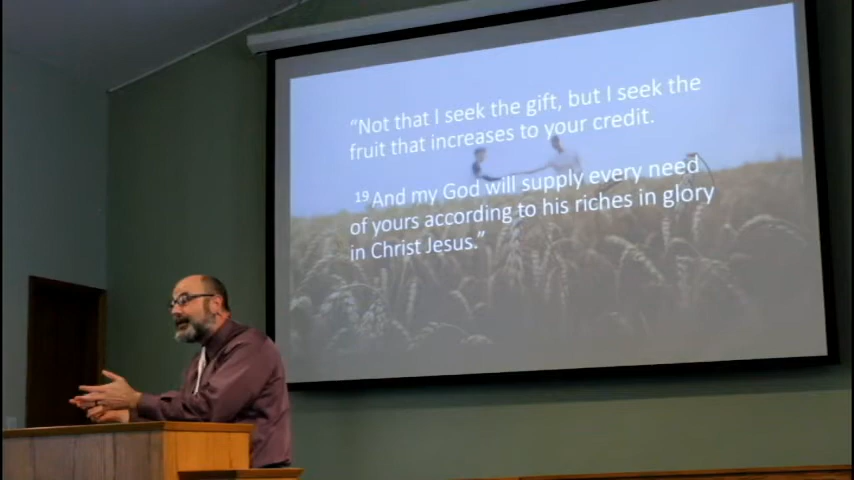 “Not that I seek the gift, but I seek the
fruit that increases to your credit.
19 And my God will supply every need
of yours according to his riches in glory
in Christ Jesus.”